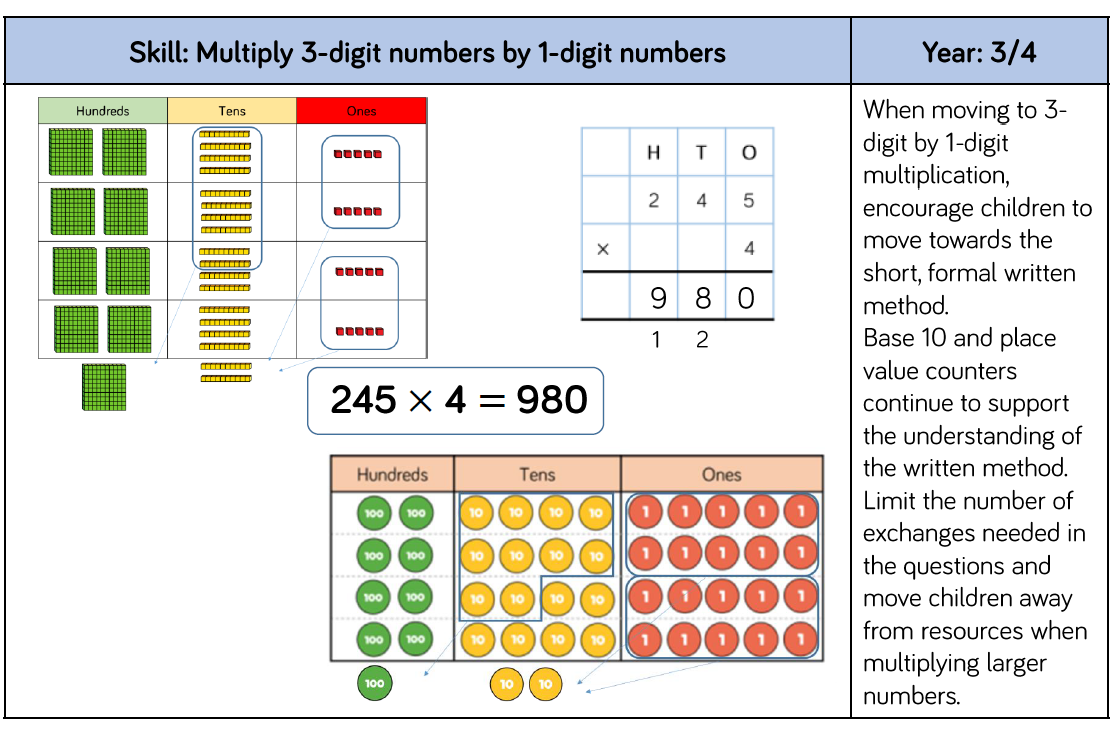 Skill: Multiply 3-digit numbers by 1-digit numbers
Year: 3/4
Hundreds Tens Ones
H T O
2 4 5
× 4
9 8 0
1 2
245 × 4 = 980
Hundreds Tens Ones
100 100 10 10 10 10 1 1 1 1 1
100 100 10 10 10 10 1 1 1 1 1
100 100 10 10 10 10 1 1 1 1 1
100 100 10 10 10 10 1 1 1 1 1
100 10 10
When moving to 3-
digit by 1-digit
multiplication,
encourage children to
move towards the
short, formal written
method.
Base 10 and place
value counters
continue to support
the understanding of
the written method.
Limit the number of
exchanges needed in
the questions and
move children away
from resources when
multiplying larger
numbers.